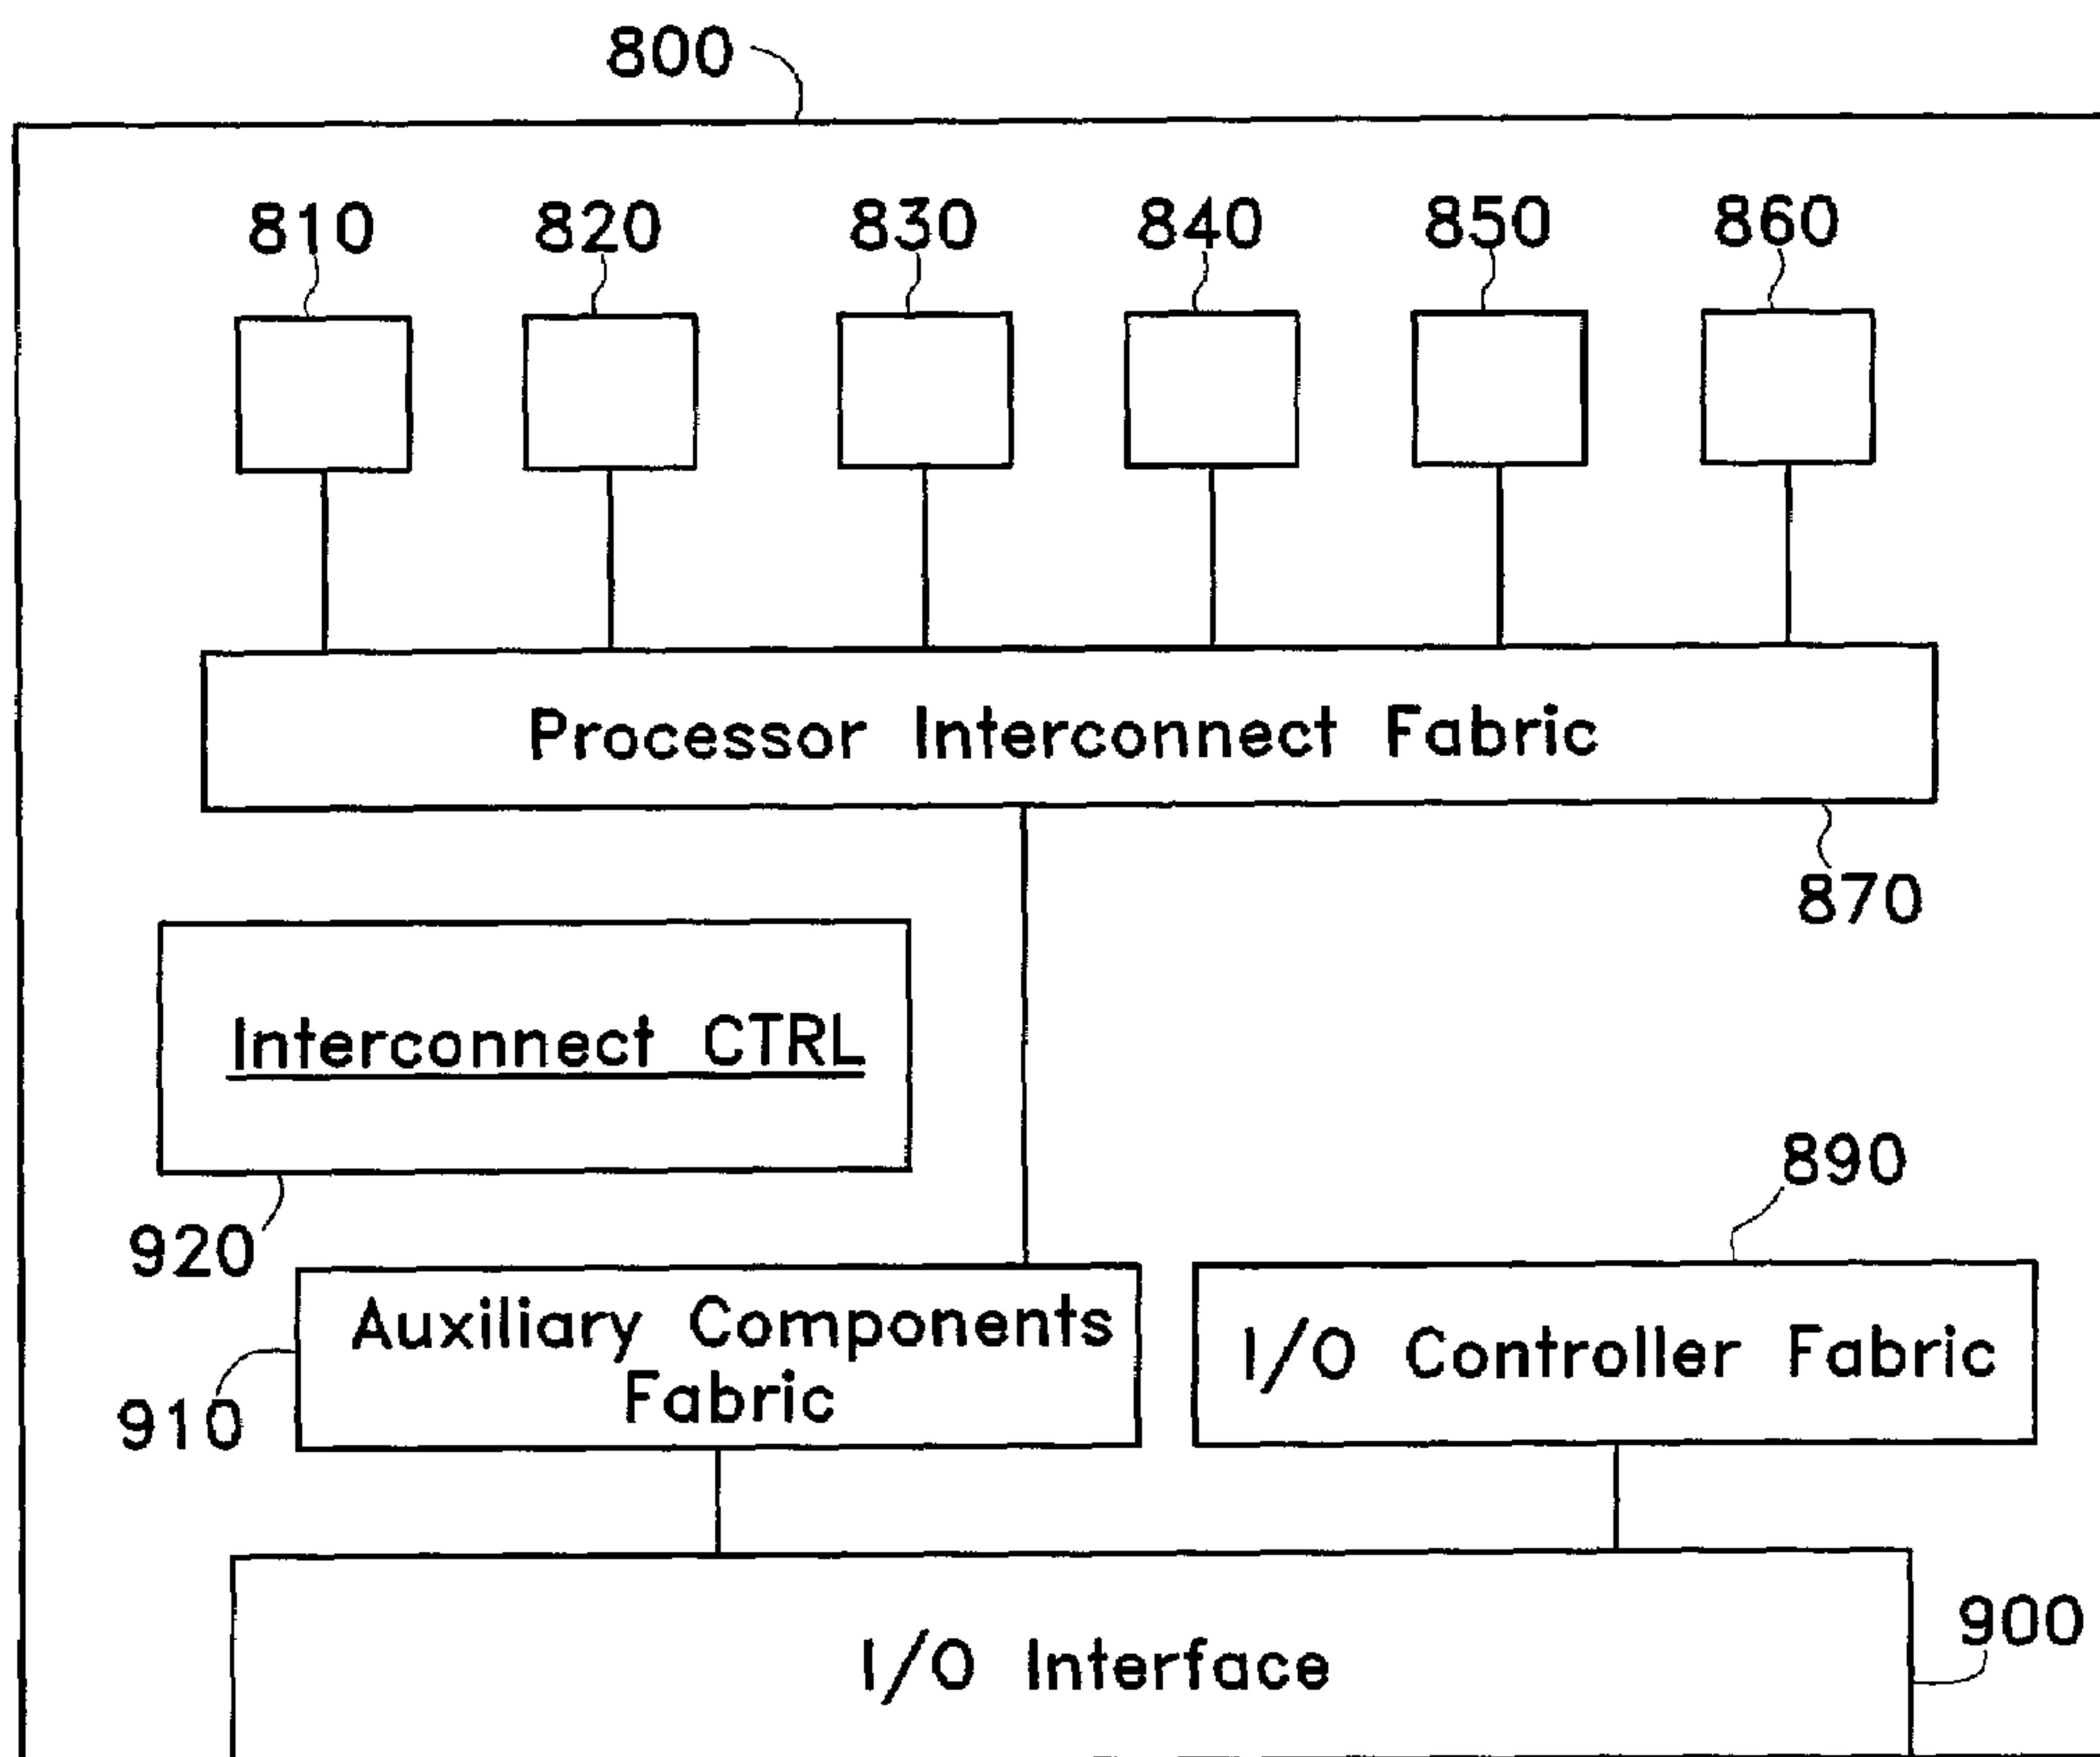 800
810 820 830 840 850 860
Processor Interconnect Fabric
870
Interconnect CTRL
890
920
Auxiliary Components
Fabric
I/O Controller Fabric
910
900
I/O Interface